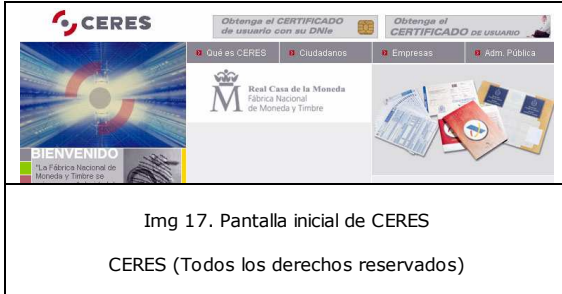 CERES
Obtenga el CERTIFICADO
de usuario con su DNIe
Obtenga el
CERTIFICADO DE USUARIO
Qué es CERES
Ciudadanos
Empresas
Adm. Pública
Real Casa de la Moneda
Fábrica Nacional
de Moneda y Timbre
BIENVENIDO
"La Fábrica Nacional de
Moneda y Timbre se
Img 17. Pantalla inicial de CERES
CERES (Todos los derechos reservados)